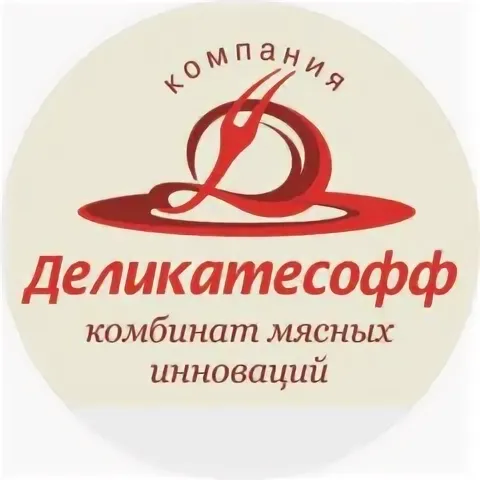 компания
Деликатесофф
комбинат мясных
инноваций